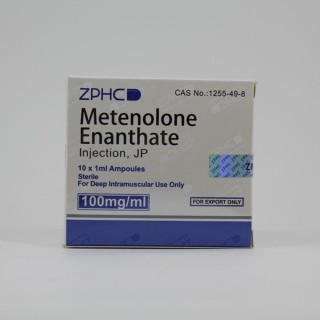 ZPHC
CAS No.:1255-49-8
Metenolone
Enanthate
Injection, JP
10 x 1ml Ampoules
Sterile
For Deep Intramuscular Use Only
100mg/ml
FOR EXPORT ONLY